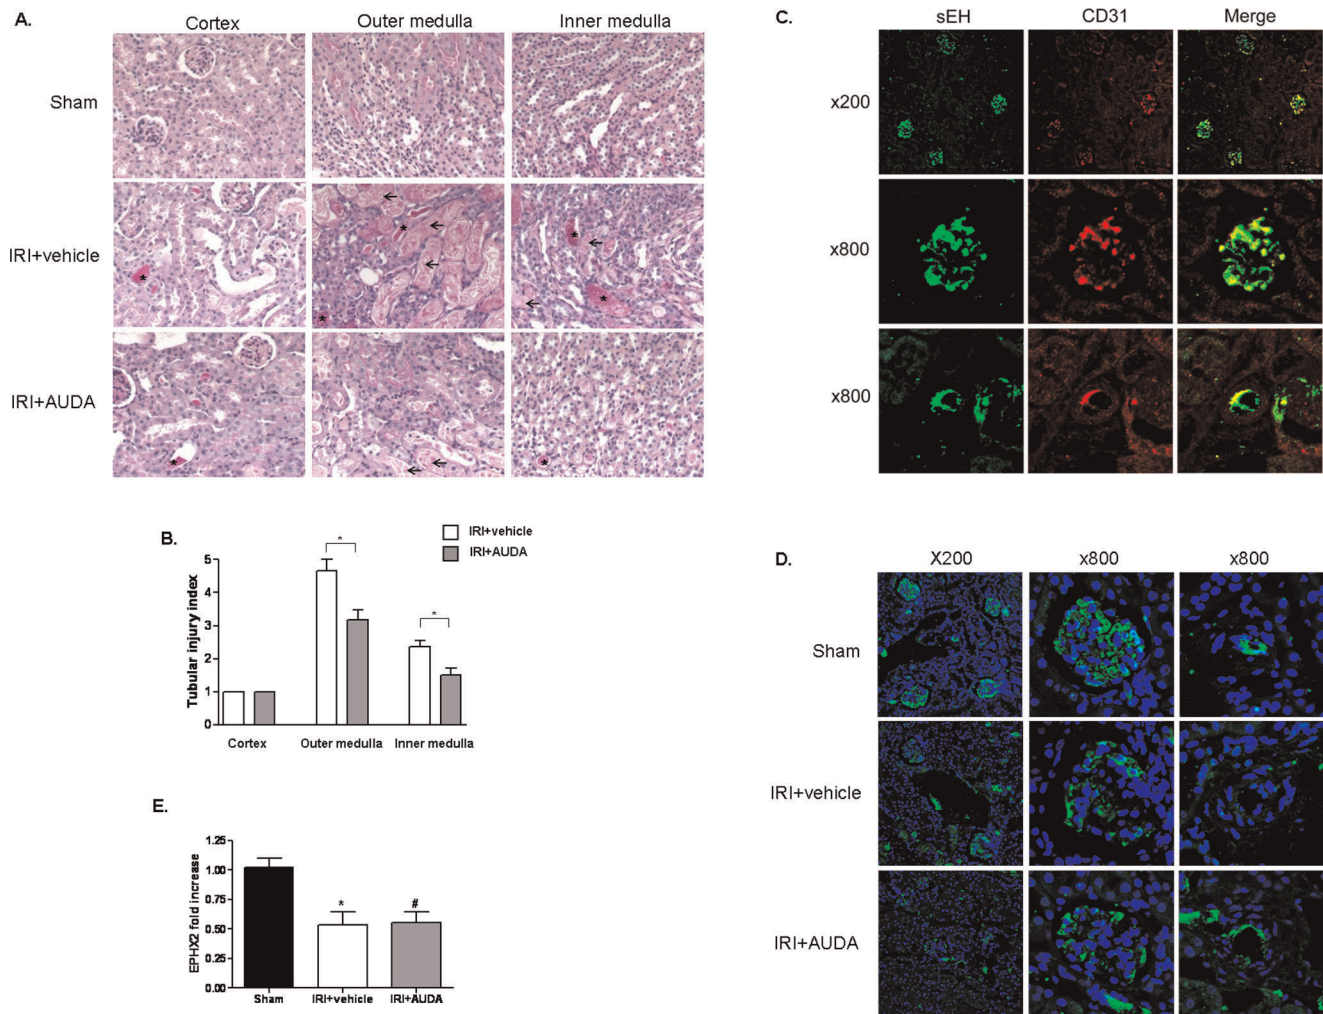 A.
Cortex
Outer medulla
Inner medulla
Sham
IRI+vehicle
* * * * *
IRI+AUDA
* *
B.
IRI+vehicle
IRI+AUDA
* *
Tubular injury index
5
4
3
2
1
0
Cortex
Outer medulla
Inner medulla
E.
EPHX2 fold increase
1.25
1.00
0.75
0.50
0.25
0.00
* #
Sham
IRI+vehicle
IRI+AUDA
C.
sEH
CD31
Merge
x200
x800
x800
D.
X200
x800
x800
Sham
IRI+vehicle
IRI+AUDA